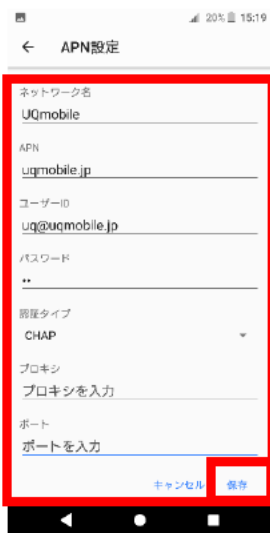 20% 15:19
← APN設定
ネットワーク名
UQmobile
APN
uqmobile.jp
ユーザーID
uq@uqmobile.jp
パスワード
••
認証タイプ
CHAP
プロキシ
プロキシを入力
ポート
ポートを入力
キャンセル 保存